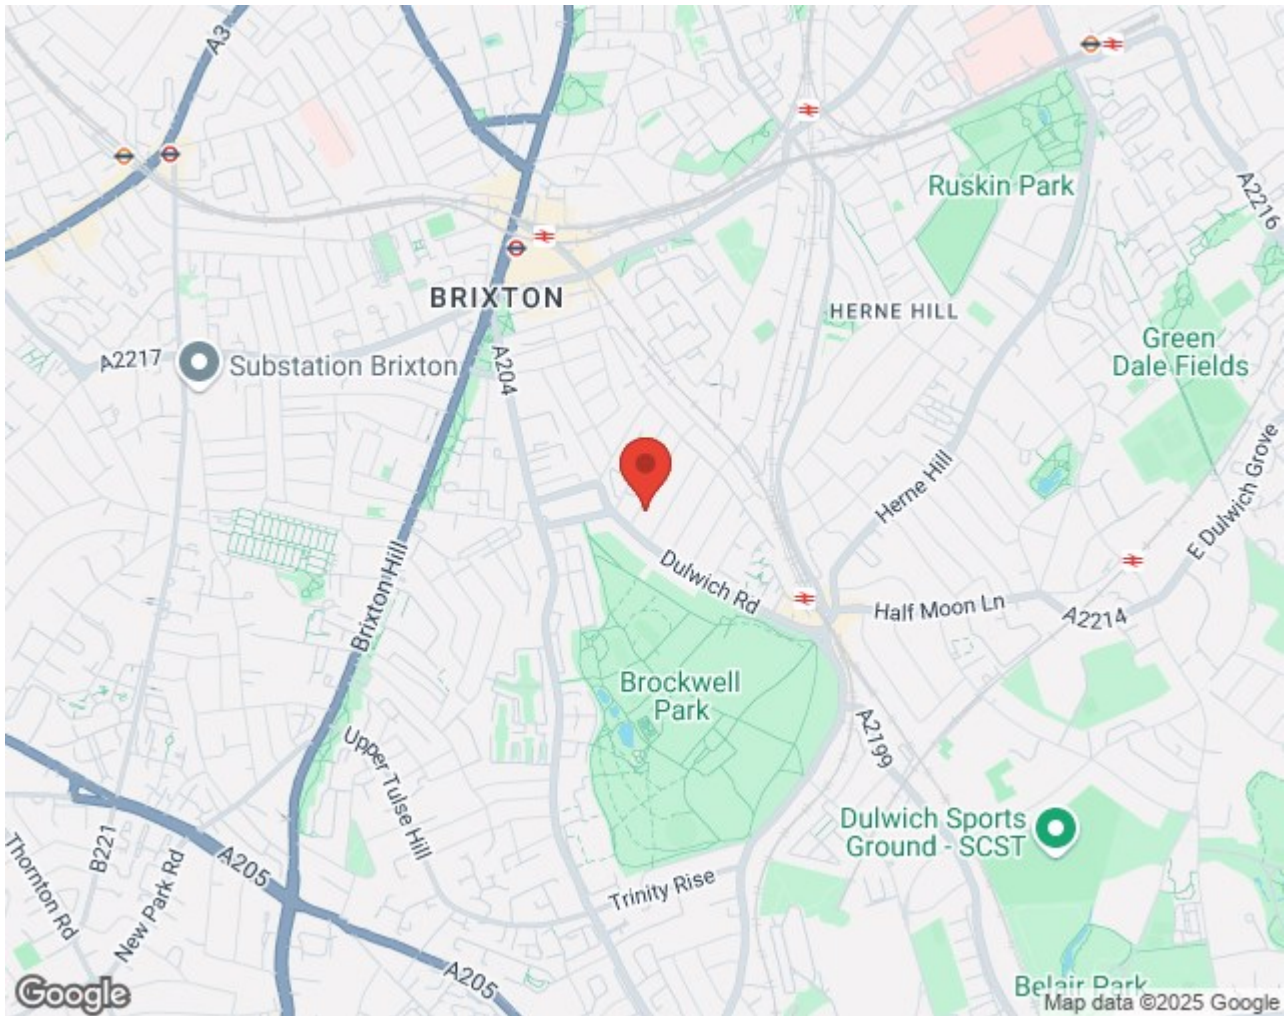 A3
Ruskin Park
A2216
BRIXTON
HERNE HILL
A2217
Substation Brixton
A204
Green
Dale Fields
Herne Hill
E Dulwich Grove
Brixton Hill
Dulwich Rd
Half Moon Ln
A2214
Brockwell
Park
A2199
Upper Tulse Hill
Dulwich Sports
Ground - SCST
B221
A205
Thornton Rd
New Park Rd
Trinity Rise
A205
Belair Park
Google
Map data ©2025 Google